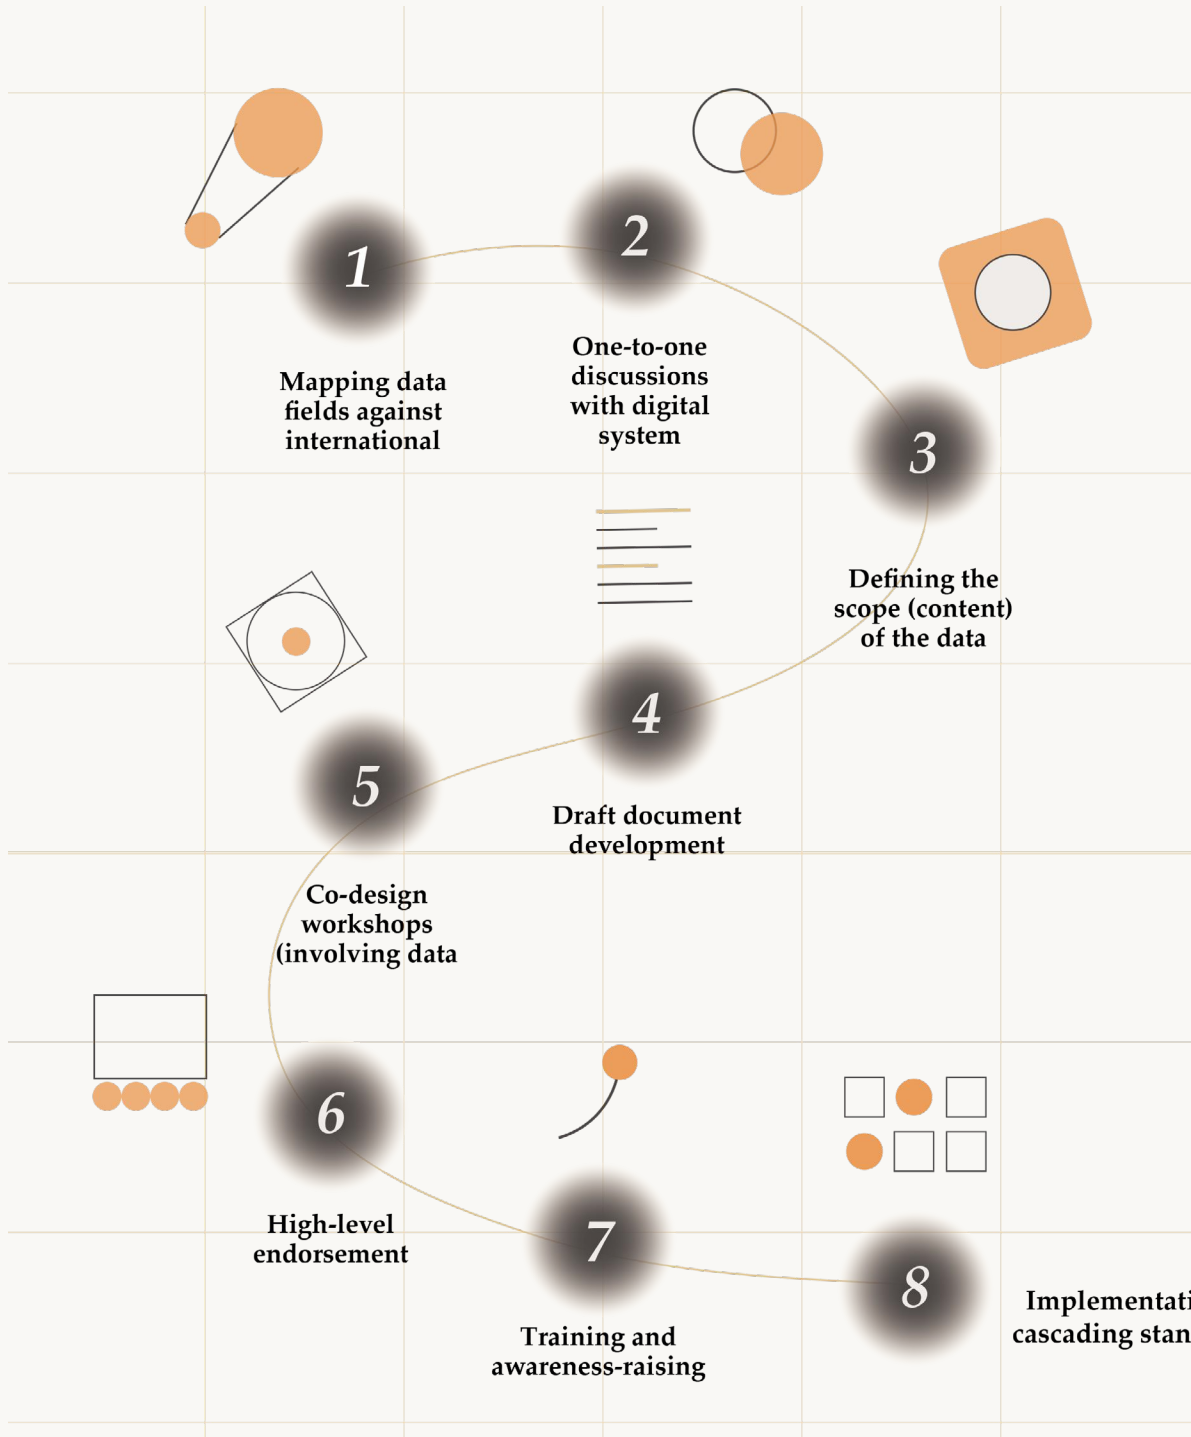 1
Mapping data
fields against
international
2
One-to-one
discussions
with digital
system
3
Defining the
scope (content)
of the data
4
Draft document
development
5
Co-design
workshops
(involving data
6
High-level
endorsement
7
Training and
awareness-raising
8
cascading